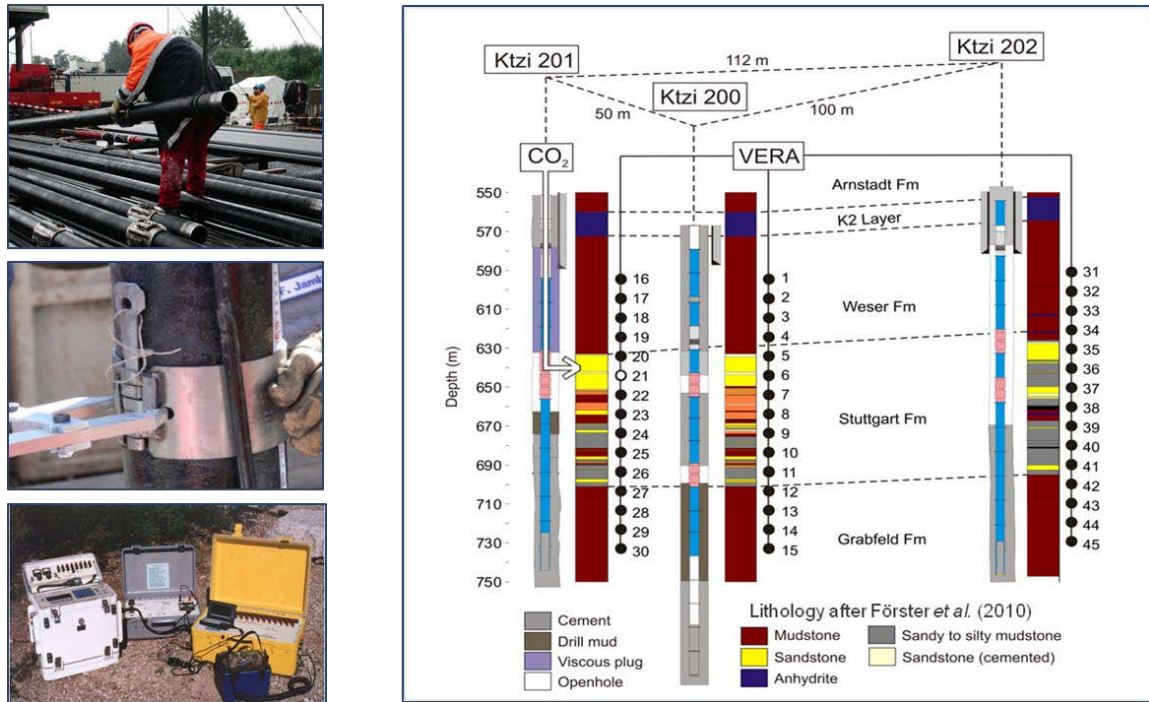 F. Jamk
Ktzi 201
112 m
Ktzi 202
Ktzi 200
50 m
100 m
CO₂
VERA
Arnstadt Fm
K2 Layer
Weser Fm
Stuttgart Fm
Grabfeld Fm
Depth (m)
550
570
590
610
630
650
670
690
710
730
750
16
17
18
19
20
21
22
23
24
25
26
27
28
29
30
1
2
3
4
5
6
7
8
9
10
11
12
13
14
15
31
32
33
34
35
36
37
38
39
40
41
42
43
44
45
Cement
Drill mud
Viscous plug
Openhole
Lithology after Förster et al. (2010)
Mudstone
Sandstone
Anhydrite
Sandy to silty mudstone
Sandstone (cemented)